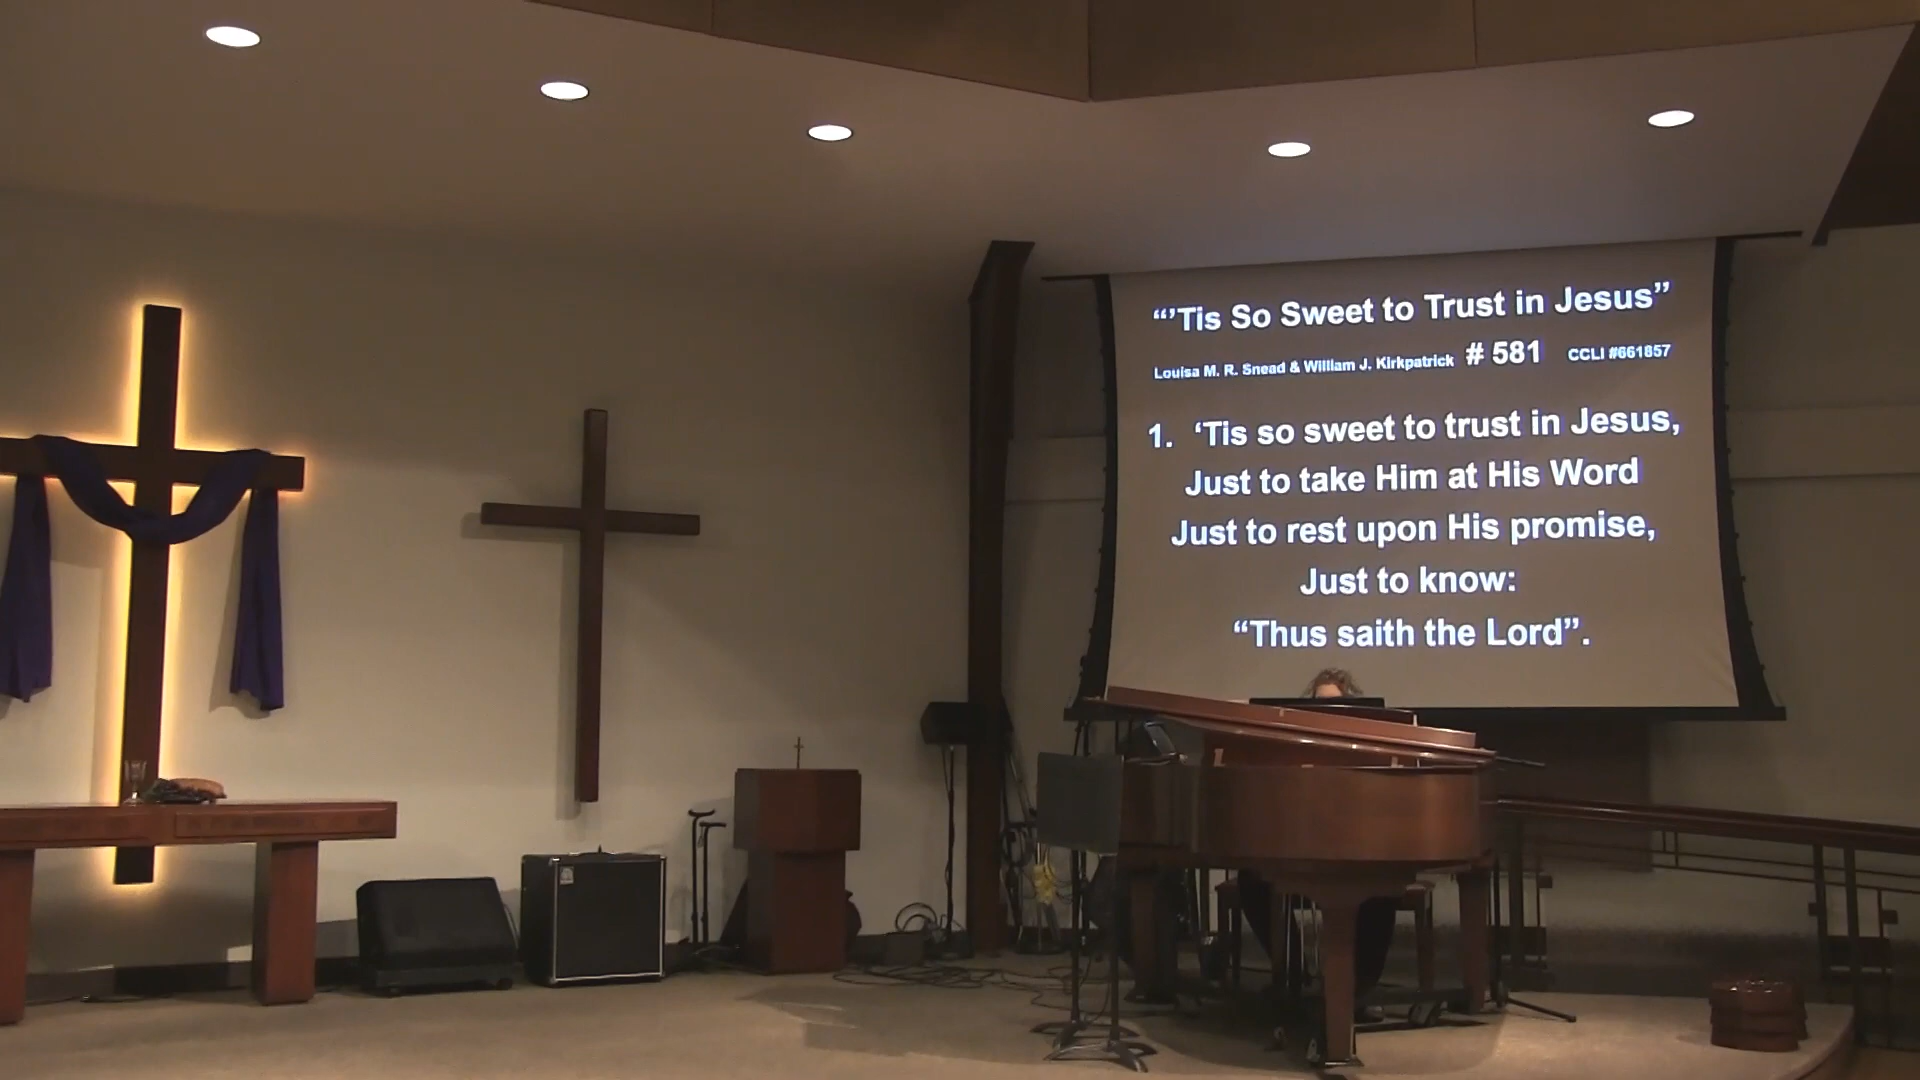 “’Tis So Sweet to Trust in Jesus”
Louisa M. R. Snead & William J. Kirkpatrick # 581 CCLI #661857
1. ‘Tis so sweet to trust in Jesus,
Just to take Him at His Word
Just to rest upon His promise,
Just to know:
“Thus saith the Lord”.